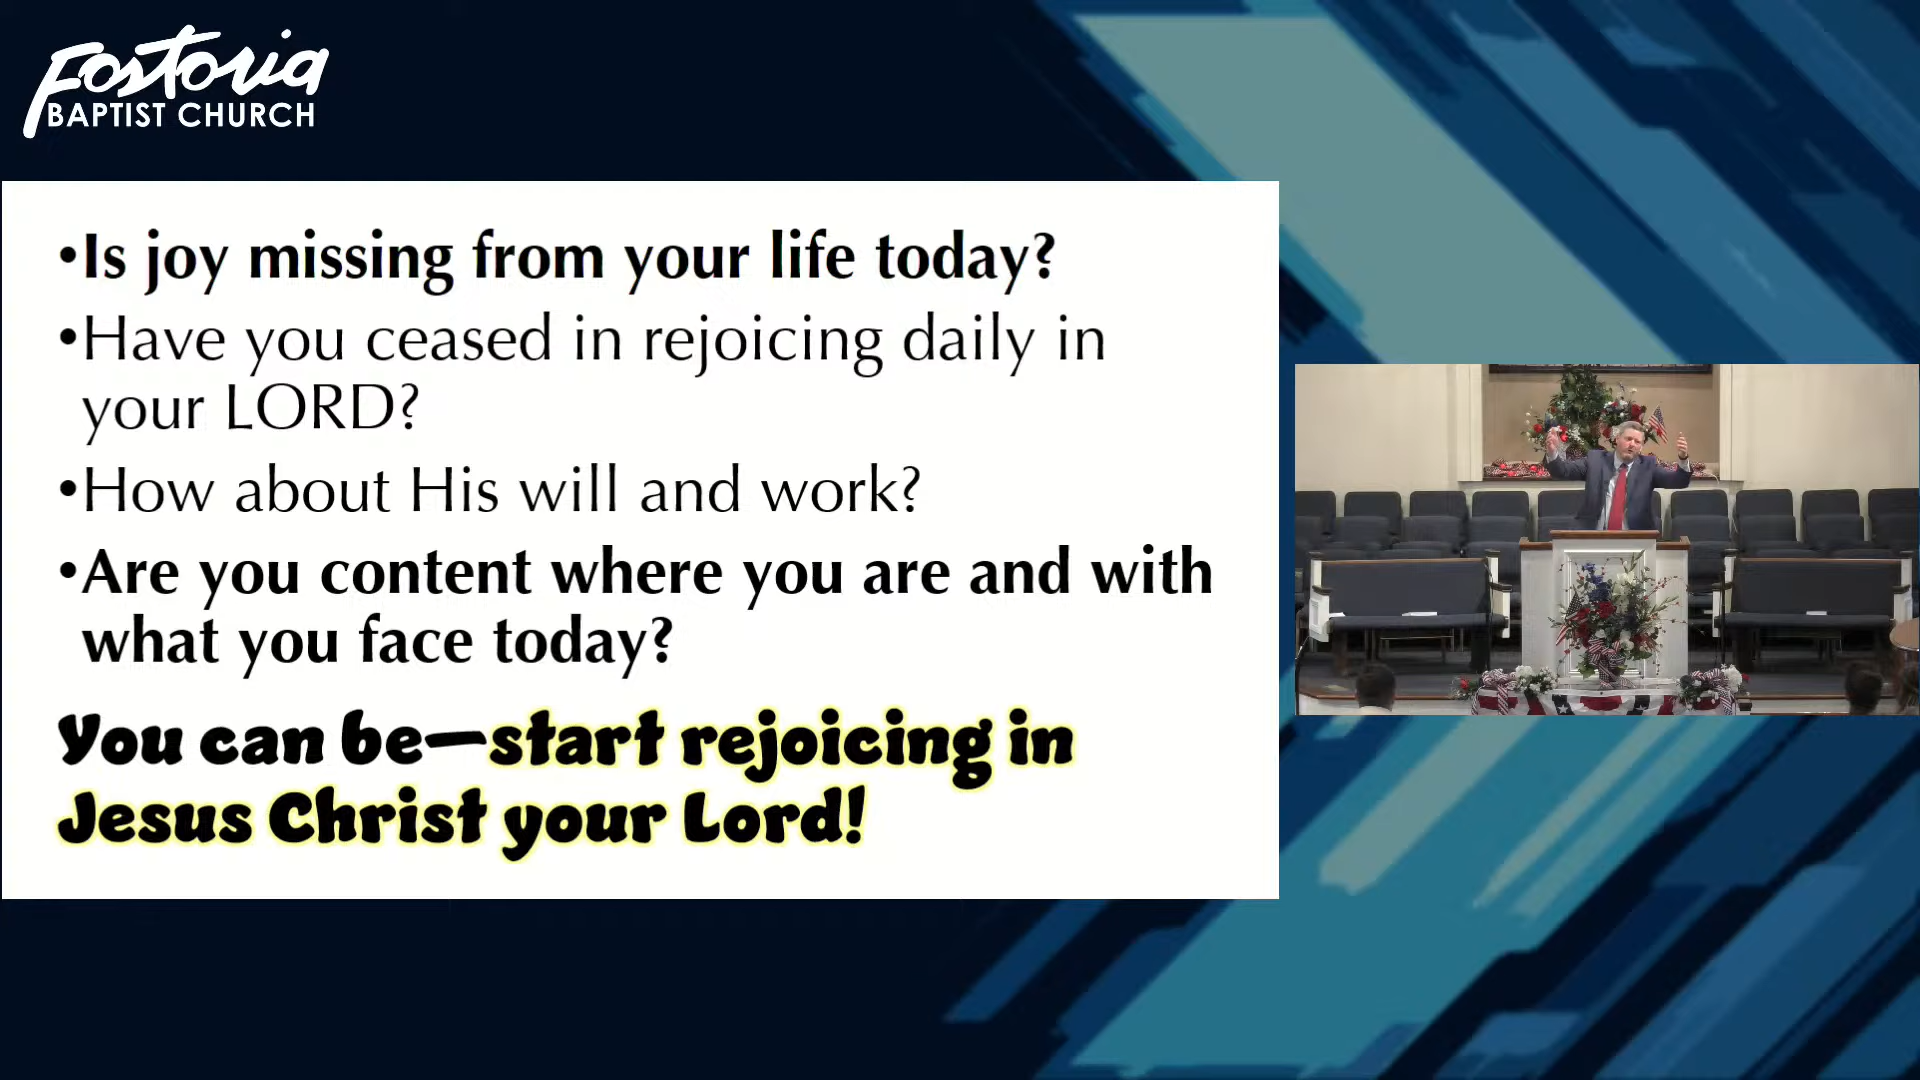 Fostoria
BAPTIST CHURCH
•Is joy missing from your life today?
•Have you ceased in rejoicing daily in
your LORD?
•How about His will and work?
•Are you content where you are and with
what you face today?
You can be—start rejoicing in
Jesus Christ your Lord!